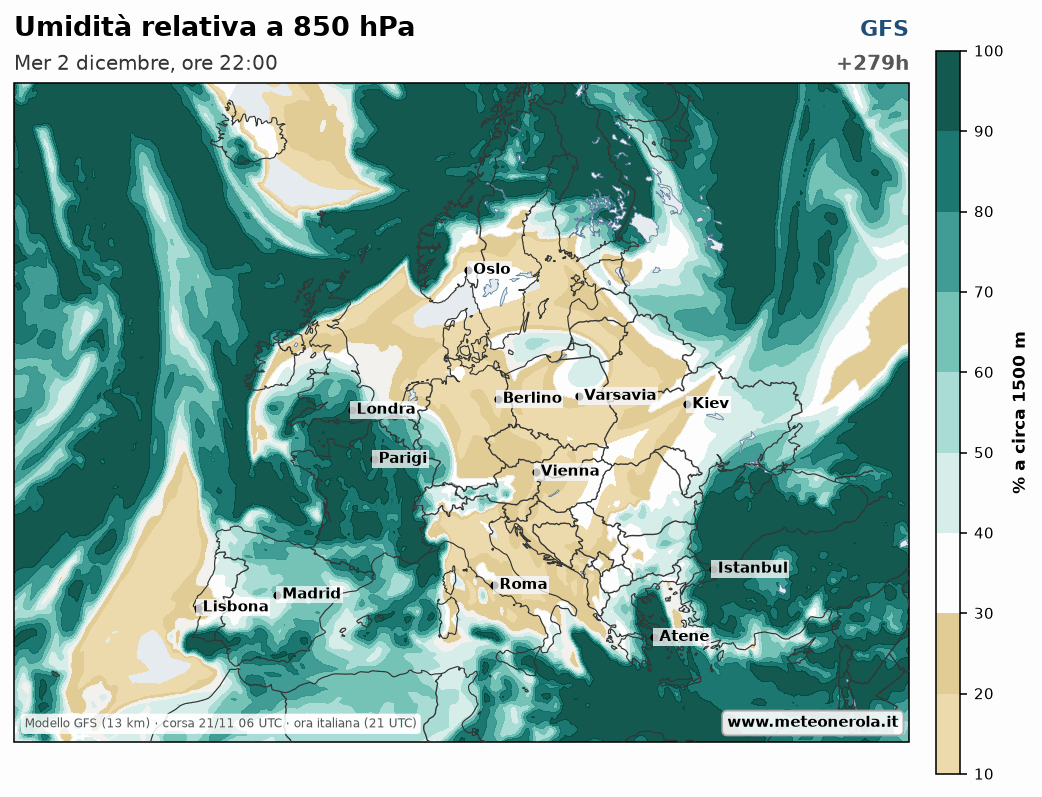 Umidità relativa a 850 hPa
GFS
Mer 2 dicembre, ore 22:00
+279h
100
90
80
70
60
50
40
30
20
10
% a circa 1500 m
Oslo
Londra
Berlino
Varsavia
Kiev
Parigi
Vienna
Istanbul
Roma
Madrid
Lisbona
Atene
Modello GFS (13 km) · corsa 21/11 06 UTC · ora italiana (21 UTC)
www.meteonerola.it